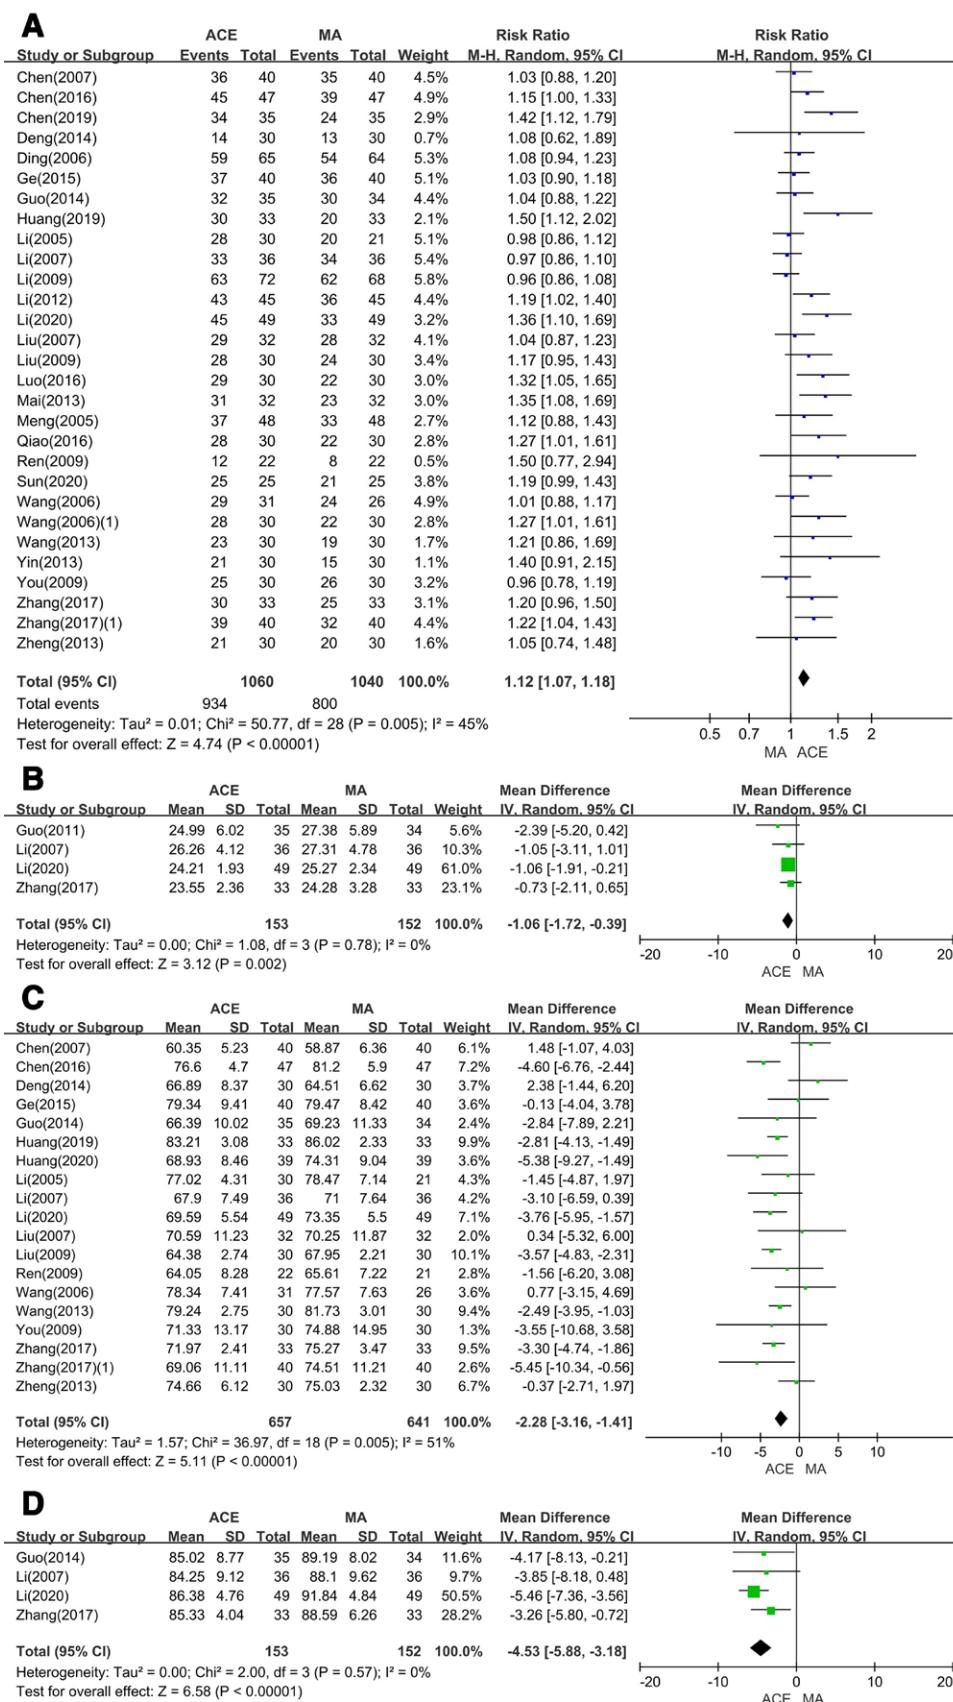 A
ACE MA Risk Ratio Risk Ratio
Study or Subgroup Events Total Events Total Weight M-H, Random, 95% CI M-H, Random, 95% CI
Chen(2007) 36 40 35 40 4.5% 1.03 [0.88, 1.20]
Chen(2016) 45 47 39 47 4.9% 1.15 [1.00, 1.33]
Chen(2019) 34 35 24 35 2.9% 1.42 [1.12, 1.79]
Deng(2014) 14 30 13 30 0.7% 1.08 [0.62, 1.89]
Ding(2006) 59 65 54 64 5.3% 1.08 [0.94, 1.23]
Ge(2015) 37 40 36 40 5.1% 1.03 [0.90, 1.18]
Guo(2014) 32 35 30 34 4.4% 1.04 [0.88, 1.22]
Huang(2019) 30 33 20 33 2.1% 1.50 [1.12, 2.02]
Li(2005) 28 30 20 21 5.1% 0.98 [0.86, 1.12]
Li(2007) 33 36 34 36 5.4% 0.97 [0.86, 1.10]
Li(2009) 63 72 62 68 5.8% 0.96 [0.86, 1.08]
Li(2012) 43 45 36 45 4.4% 1.19 [1.02, 1.40]
Li(2020) 45 49 33 49 3.2% 1.36 [1.10, 1.69]
Liu(2007) 29 32 28 32 4.1% 1.04 [0.87, 1.23]
Liu(2009) 28 30 24 30 3.4% 1.17 [0.95, 1.43]
Luo(2016) 29 30 22 30 3.0% 1.32 [1.05, 1.65]
Mai(2013) 31 32 23 32 3.0% 1.35 [1.08, 1.69]
Meng(2005) 37 48 33 48 2.7% 1.12 [0.88, 1.43]
Qiao(2016) 28 30 22 30 2.8% 1.27 [1.01, 1.61]
Ren(2009) 12 22 8 22 0.5% 1.50 [0.77, 2.94]
Sun(2020) 25 25 21 25 3.8% 1.19 [0.99, 1.43]
Wang(2006) 29 31 24 26 4.9% 1.01 [0.88, 1.17]
Wang(2006)(1) 28 30 22 30 2.8% 1.27 [1.01, 1.61]
Wang(2013) 23 30 19 30 1.7% 1.21 [0.86, 1.69]
Yin(2013) 21 30 15 30 1.1% 1.40 [0.91, 2.15]
You(2009) 25 30 26 30 3.2% 0.96 [0.78, 1.19]
Zhang(2017) 30 33 25 33 3.1% 1.20 [0.96, 1.50]
Zhang(2017)(1) 39 40 32 40 4.4% 1.22 [1.04, 1.43]
Zheng(2013) 21 30 20 30 1.6% 1.05 [0.74, 1.48]
Total (95% CI) 1060 1040 100.0% 1.12 [1.07, 1.18]
Total events 934 800
Heterogeneity: Tau² = 0.01; Chi² = 50.77, df = 28 (P = 0.005); I² = 45%
Test for overall effect: Z = 4.74 (P < 0.00001)
0.5 0.7 1 1.5 2
MA ACE
B
ACE MA Mean Difference Mean Difference
Study or Subgroup Mean SD Total Mean SD Total Weight IV, Random, 95% CI IV, Random, 95% CI
Guo(2011) 24.99 6.02 35 27.38 5.89 34 5.6% -2.39 [-5.20, 0.42]
Li(2007) 26.26 4.12 36 27.31 4.78 36 10.3% -1.05 [-3.11, 1.01]
Li(2020) 24.21 1.93 49 25.27 2.34 49 61.0% -1.06 [-1.91, -0.21]
Zhang(2017) 23.55 2.36 33 24.28 3.28 33 23.1% -0.73 [-2.11, 0.65]
Total (95% CI) 153 152 100.0% -1.06 [-1.72, -0.39]
Heterogeneity: Tau² = 0.00; Chi² = 1.08, df = 3 (P = 0.78); I² = 0%
Test for overall effect: Z = 3.12 (P = 0.002)
-20 -10 0 10 20
ACE MA
C
ACE MA Mean Difference Mean Difference
Study or Subgroup Mean SD Total Mean SD Total Weight IV, Random, 95% CI IV, Random, 95% CI
Chen(2007) 60.35 5.23 40 58.87 6.36 40 6.1% 1.48 [-1.07, 4.03]
Chen(2016) 76.6 4.7 47 81.2 5.9 47 7.2% -4.60 [-6.76, -2.44]
Deng(2014) 66.89 8.37 30 64.51 6.62 30 3.7% 2.38 [-1.44, 6.20]
Ge(2015) 79.34 9.41 40 79.47 8.42 40 3.6% -0.13 [-4.04, 3.78]
Guo(2014) 66.39 10.02 35 69.23 11.33 34 2.4% -2.84 [-7.89, 2.21]
Huang(2019) 83.21 3.08 33 86.02 2.33 33 9.9% -2.81 [-4.13, -1.49]
Huang(2020) 68.93 8.46 39 74.31 9.04 39 3.6% -5.38 [-9.27, -1.49]
Li(2005) 77.02 4.31 30 78.47 7.14 21 4.3% -1.45 [-4.87, 1.97]
Li(2007) 67.9 7.49 36 71 7.64 36 4.2% -3.10 [-6.59, 0.39]
Li(2020) 69.59 5.54 49 73.35 5.5 49 7.1% -3.76 [-5.95, -1.57]
Liu(2007) 70.59 11.23 32 70.25 11.87 32 2.0% 0.34 [-5.32, 6.00]
Liu(2009) 64.38 2.74 30 67.95 2.21 30 10.1% -3.57 [-4.83, -2.31]
Ren(2009) 64.05 8.28 22 65.61 7.22 21 2.8% -1.56 [-6.20, 3.08]
Wang(2006) 78.34 7.41 31 77.57 7.63 26 3.6% 0.77 [-3.15, 4.69]
Wang(2013) 79.24 2.75 30 81.73 3.01 30 9.4% -2.49 [-3.95, -1.03]
You(2009) 71.33 13.17 30 74.88 14.95 30 1.3% -3.55 [-10.68, 3.58]
Zhang(2017) 71.97 2.41 33 75.27 3.47 33 9.5% -3.30 [-4.74, -1.86]
Zhang(2017)(1) 69.06 11.11 40 74.51 11.21 40 2.6% -5.45 [-10.34, -0.56]
Zheng(2013) 74.66 6.12 30 75.03 2.32 30 6.7% -0.37 [-2.71, 1.97]
Total (95% CI) 657 641 100.0% -2.28 [-3.16, -1.41]
Heterogeneity: Tau² = 1.57; Chi² = 36.97, df = 18 (P = 0.005); I² = 51%
Test for overall effect: Z = 5.11 (P < 0.00001)
-10 -5 0 5 10
ACE MA
D
ACE MA Mean Difference Mean Difference
Study or Subgroup Mean SD Total Mean SD Total Weight IV, Random, 95% CI IV, Random, 95% CI
Guo(2014) 85.02 8.77 35 89.19 8.02 34 11.6% -4.17 [-8.13, -0.21]
Li(2007) 84.25 9.12 36 88.1 9.62 36 9.7% -3.85 [-8.18, 0.48]
Li(2020) 86.38 4.76 49 91.84 4.84 49 50.5% -5.46 [-7.36, -3.56]
Zhang(2017) 85.33 4.04 33 88.59 6.26 33 28.2% -3.26 [-5.80, -0.72]
Total (95% CI) 153 152 100.0% -4.53 [-5.88, -3.18]
Heterogeneity: Tau² = 0.00; Chi² = 2.00, df = 3 (P = 0.57); I² = 0%
Test for overall effect: Z = 6.58 (P < 0.00001)
-20 -10 0 10 20
ACE MA